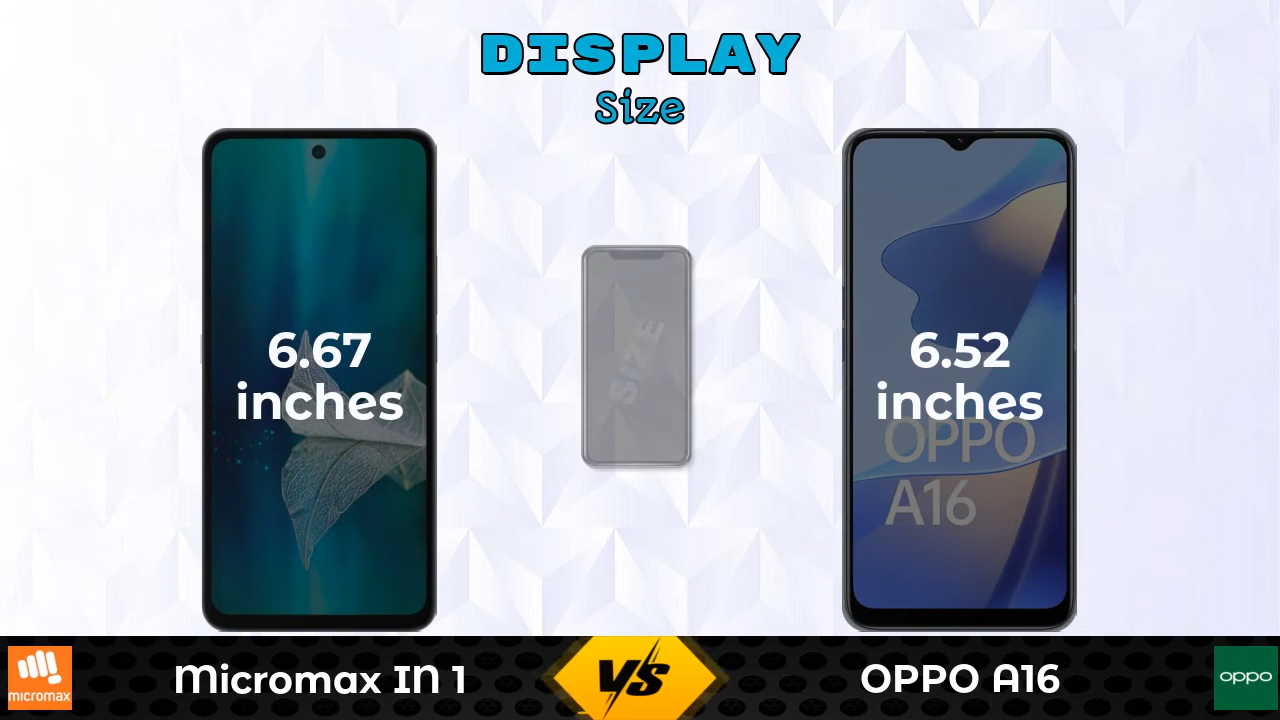 DISPLAY
Size
6.67
inches
SIZE
6.52
inches
OPPO
A16
micromax
Micromax IN 1
VS
OPPO A16
oppo